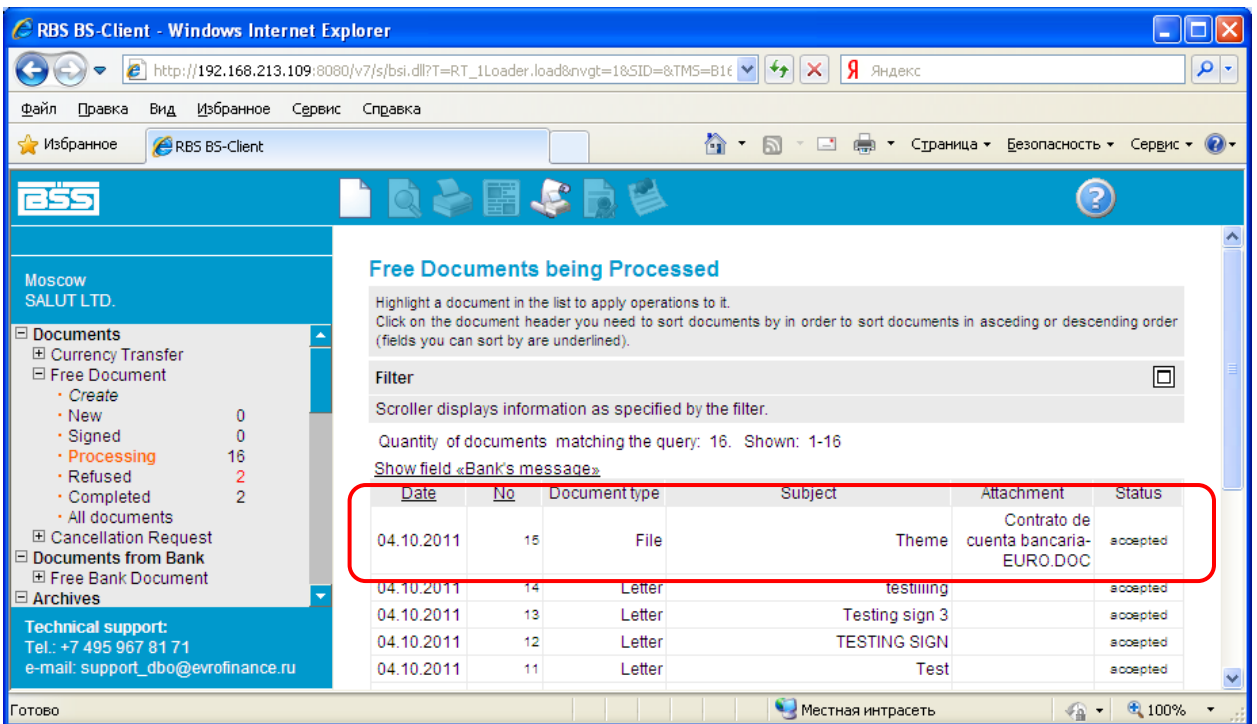 RBS BS-Client - Windows Internet Explorer
http://192.168.213.109:8080/v7/s/bsi.dll?T=RT_1Loader.load&nvgt=1&SID=&TMS=B16
Я Яндекс
Файл Правка Вид Избранное Сервис Справка
Избранное
RBS BS-Client
Страница Безопасность Сервис
BSS
Moscow
SALUT LTD.
Documents
Currency Transfer
Free Document
Create
New 0
Signed 0
Processing 16
Refused 2
Completed 2
All documents
Cancellation Request
Documents from Bank
Free Bank Document
Archives
Technical support:
Tel.: +7 495 967 81 71
e-mail: support_dbo@evrofinance.ru
Free Documents being Processed
Highlight a document in the list to apply operations to it.
Click on the document header you need to sort documents by in order to sort documents in asceding or descending order
(fields you can sort by are underlined).
Filter
Scroller displays information as specified by the filter.
Quantity of documents matching the query: 16. Shown: 1-16
Show field «Bank's message»
Date No Document type Subject Attachment Status
04.10.2011 15 File Theme Contrato de cuenta bancaria-EURO.DOC accepted
04.10.2011 14 Letter testiiing accepted
04.10.2011 13 Letter Testing sign 3 accepted
04.10.2011 12 Letter TESTING SIGN accepted
04.10.2011 11 Letter Test accepted
Готово
Местная интрасеть
100%